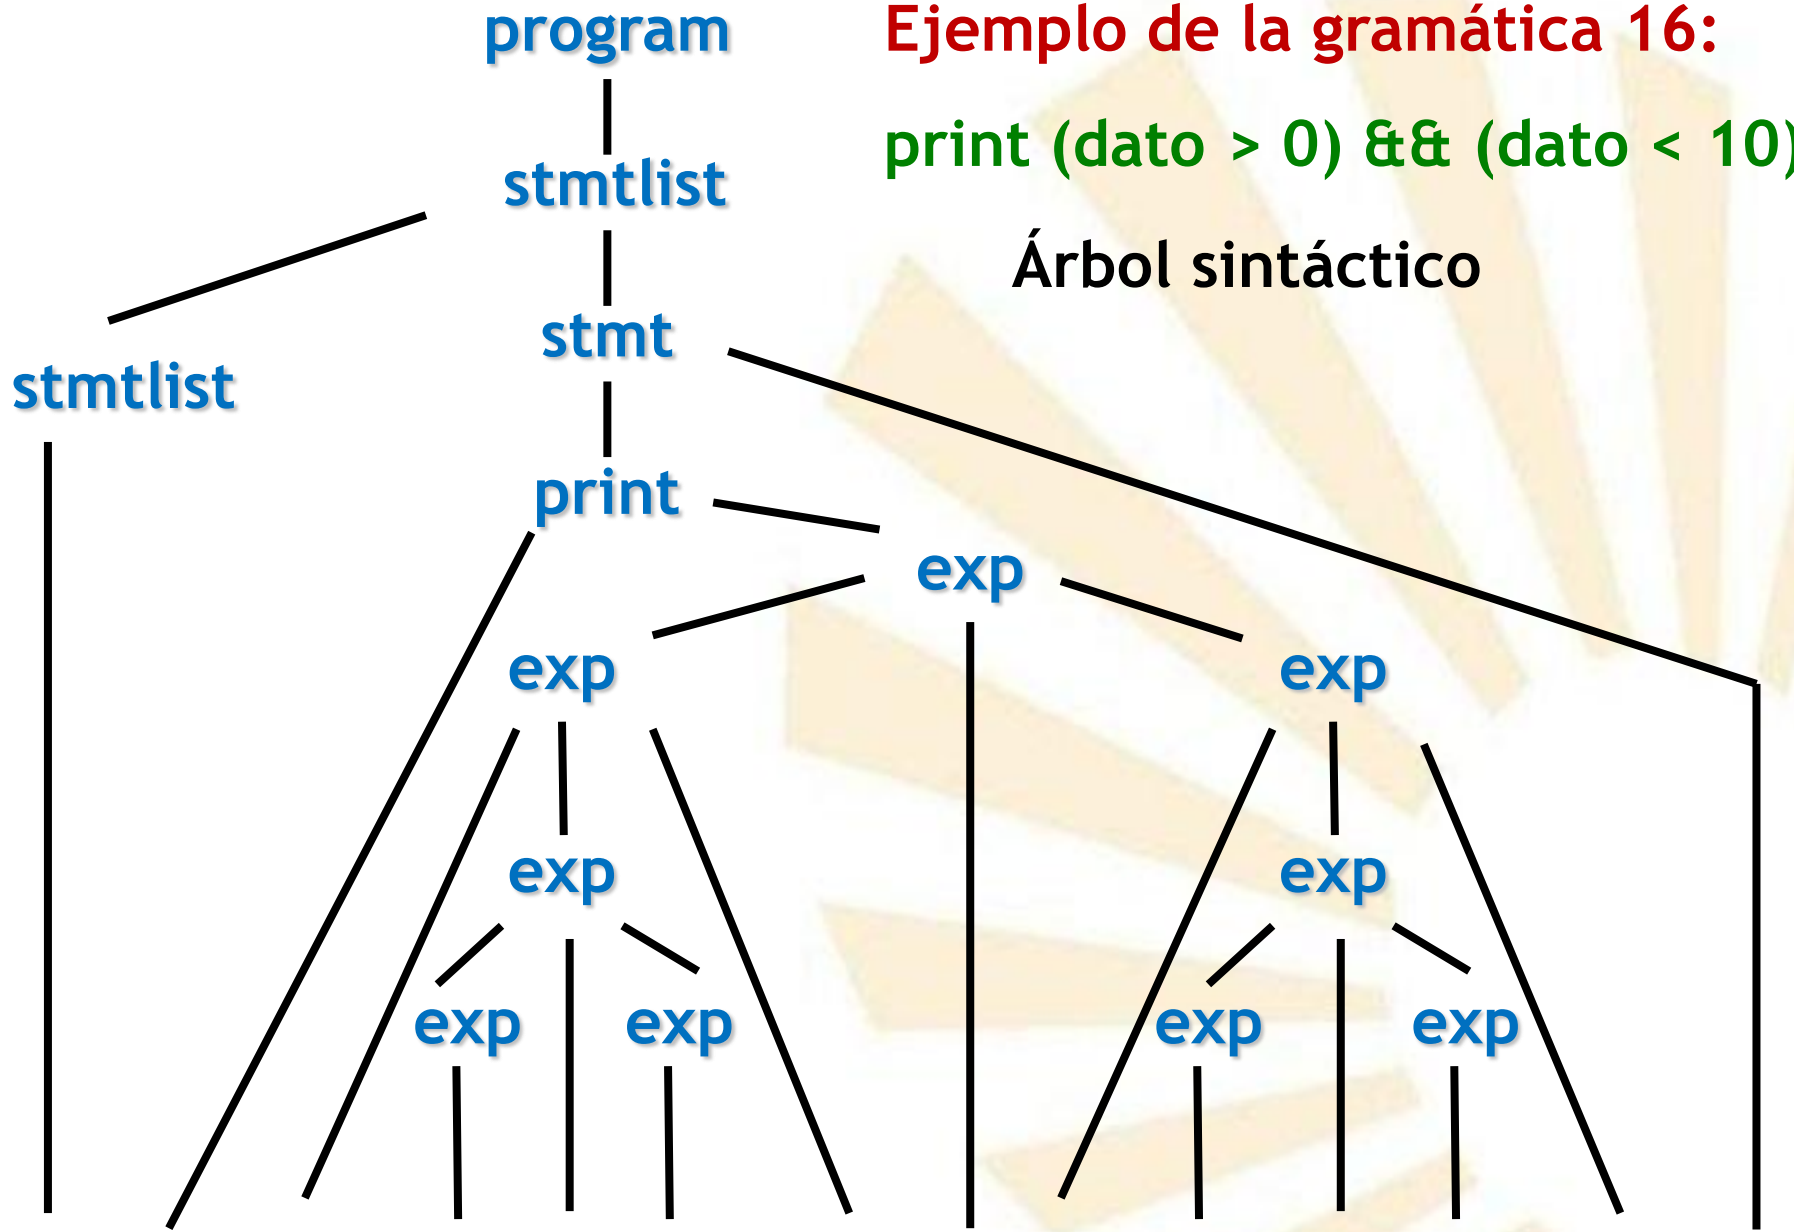 program
Ejemplo de la gramática 16:
print (dato > 0) && (dato < 10)
stmtlist
Árbol sintáctico
stmt
stmtlist
print
exp
exp exp
exp exp
exp exp exp exp